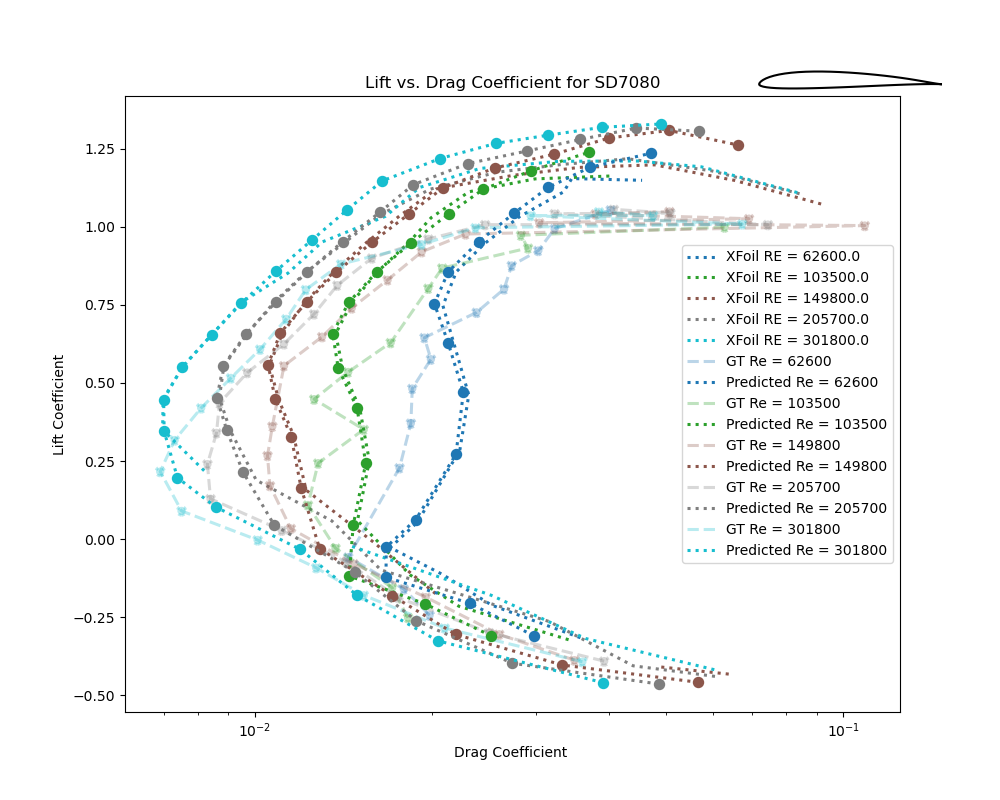 Lift vs. Drag Coefficient for SD7080
Lift Coefficient
1.25
1.00
0.75
0.50
0.25
0.00
−0.25
−0.50
XFoil RE = 62600.0
XFoil RE = 103500.0
XFoil RE = 149800.0
XFoil RE = 205700.0
XFoil RE = 301800.0
GT Re = 62600
Predicted Re = 62600
GT Re = 103500
Predicted Re = 103500
GT Re = 149800
Predicted Re = 149800
GT Re = 205700
Predicted Re = 205700
GT Re = 301800
Predicted Re = 301800
10⁻² 10⁻¹
Drag Coefficient